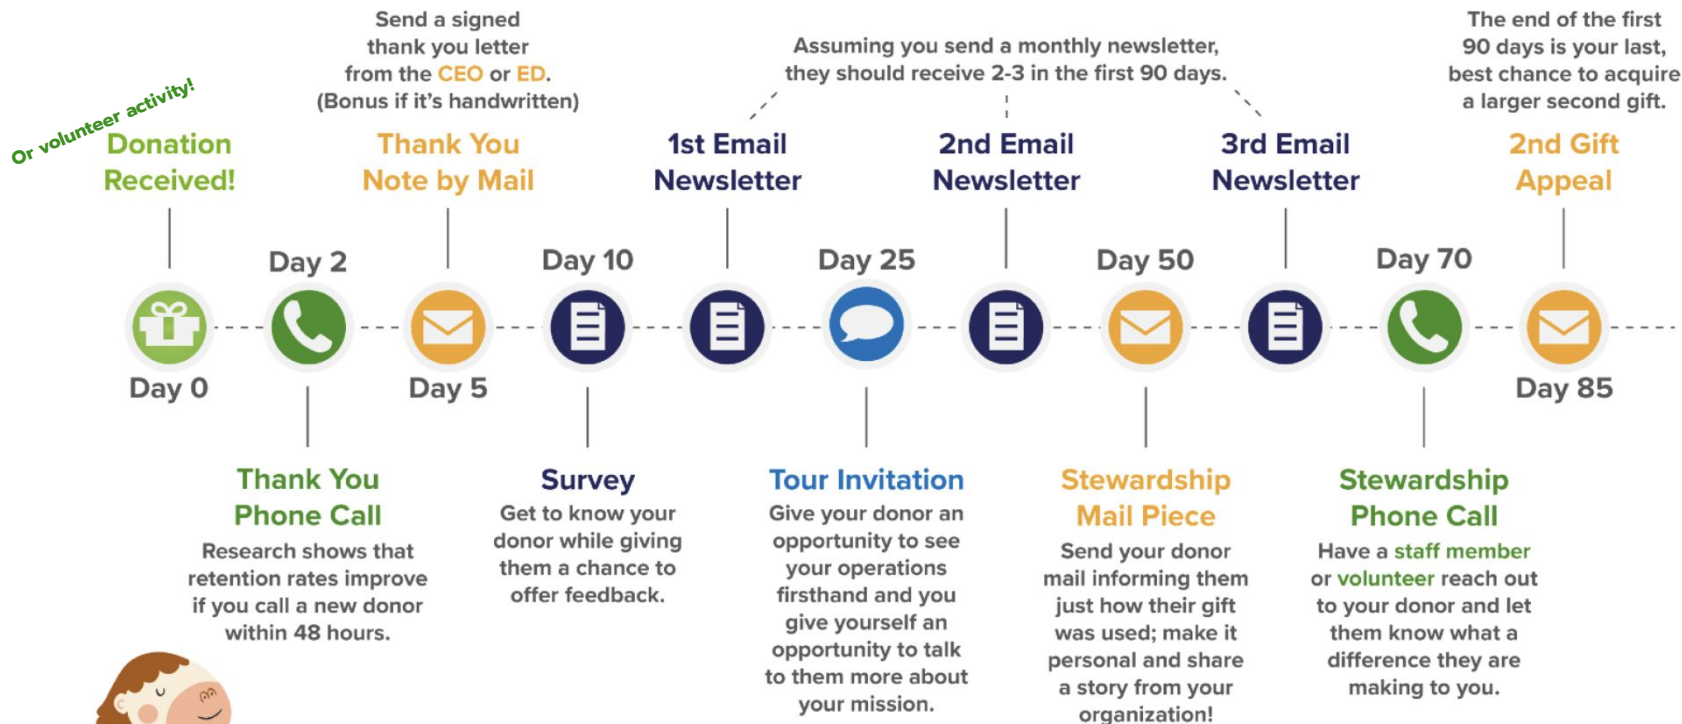 Or volunteer activity!
Donation
Received!
Day 0
Day 2
Thank You
Phone Call
Research shows that
retention rates improve
if you call a new donor
within 48 hours.
Send a signed
thank you letter
from the CEO or ED.
(Bonus if it's handwritten)
Thank You
Note by Mail
Day 5
Day 10
Survey
Get to know your
donor while giving
them a chance to
offer feedback.
Assuming you send a monthly newsletter,
they should receive 2-3 in the first 90 days.
1st Email
Newsletter
Day 25
Tour Invitation
Give your donor an
opportunity to see
your operations
firsthand and you
give yourself an
opportunity to talk
to them more about
your mission.
2nd Email
Newsletter
Day 50
Stewardship
Mail Piece
Send your donor
mail informing them
just how their gift
was used; make it
personal and share
a story from your
organization!
3rd Email
Newsletter
Day 70
Stewardship
Phone Call
Have a staff member
or volunteer reach out
to your donor and let
them know what a
difference they are
making to you.
The end of the first
90 days is your last,
best chance to acquire
a larger second gift.
2nd Gift
Appeal
Day 85